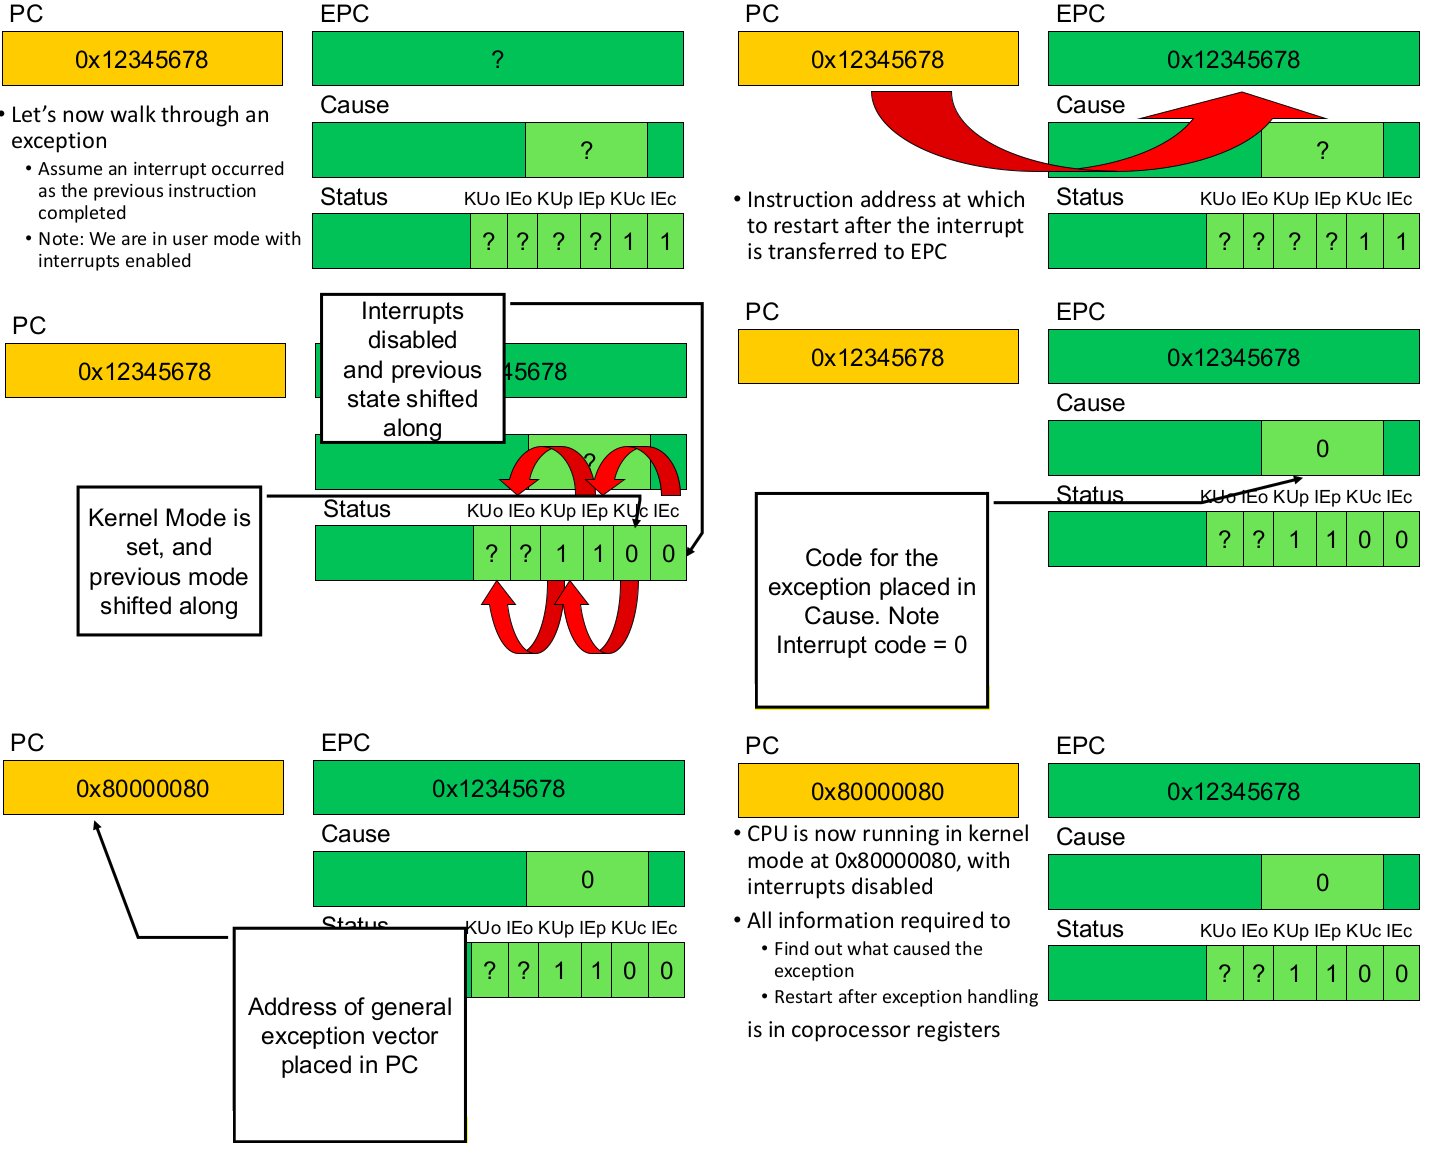 PC
EPC
0x12345678
?
• Let's now walk through an
exception
• Assume an interrupt occurred
as the previous instruction
completed
• Note: We are in user mode with
interrupts enabled
Cause
?
Status
KUo IEo KUp IEp KUc IEc
? ? ? ? 1 1
PC
EPC
0x12345678
0x12345678
Cause
?
• Instruction address at which
to restart after the interrupt
is transferred to EPC
Status
KUo IEo KUp IEp KUc IEc
? ? ? ? 1 1
PC
0x12345678
Interrupts
disabled
and previous
state shifted
along
45678
?
Kernel Mode is
set, and
previous mode
shifted along
Status
KUo IEo KUp IEp KUc IEc
? ? 1 1 0 0
PC
EPC
0x12345678
0x12345678
Cause
0
Status
KUo IEo KUp IEp KUc IEc
? ? 1 1 0 0
Code for the
exception placed in
Cause. Note
Interrupt code = 0
PC
EPC
0x80000080
0x12345678
Cause
0
Status
KUo IEo KUp IEp KUc IEc
? ? 1 1 0 0
Address of general
exception vector
placed in PC
PC
EPC
0x80000080
0x12345678
• CPU is now running in kernel
mode at 0x80000080, with
interrupts disabled
• All information required to
• Find out what caused the
exception
• Restart after exception handling
is in coprocessor registers
Cause
0
Status
KUo IEo KUp IEp KUc IEc
? ? 1 1 0 0